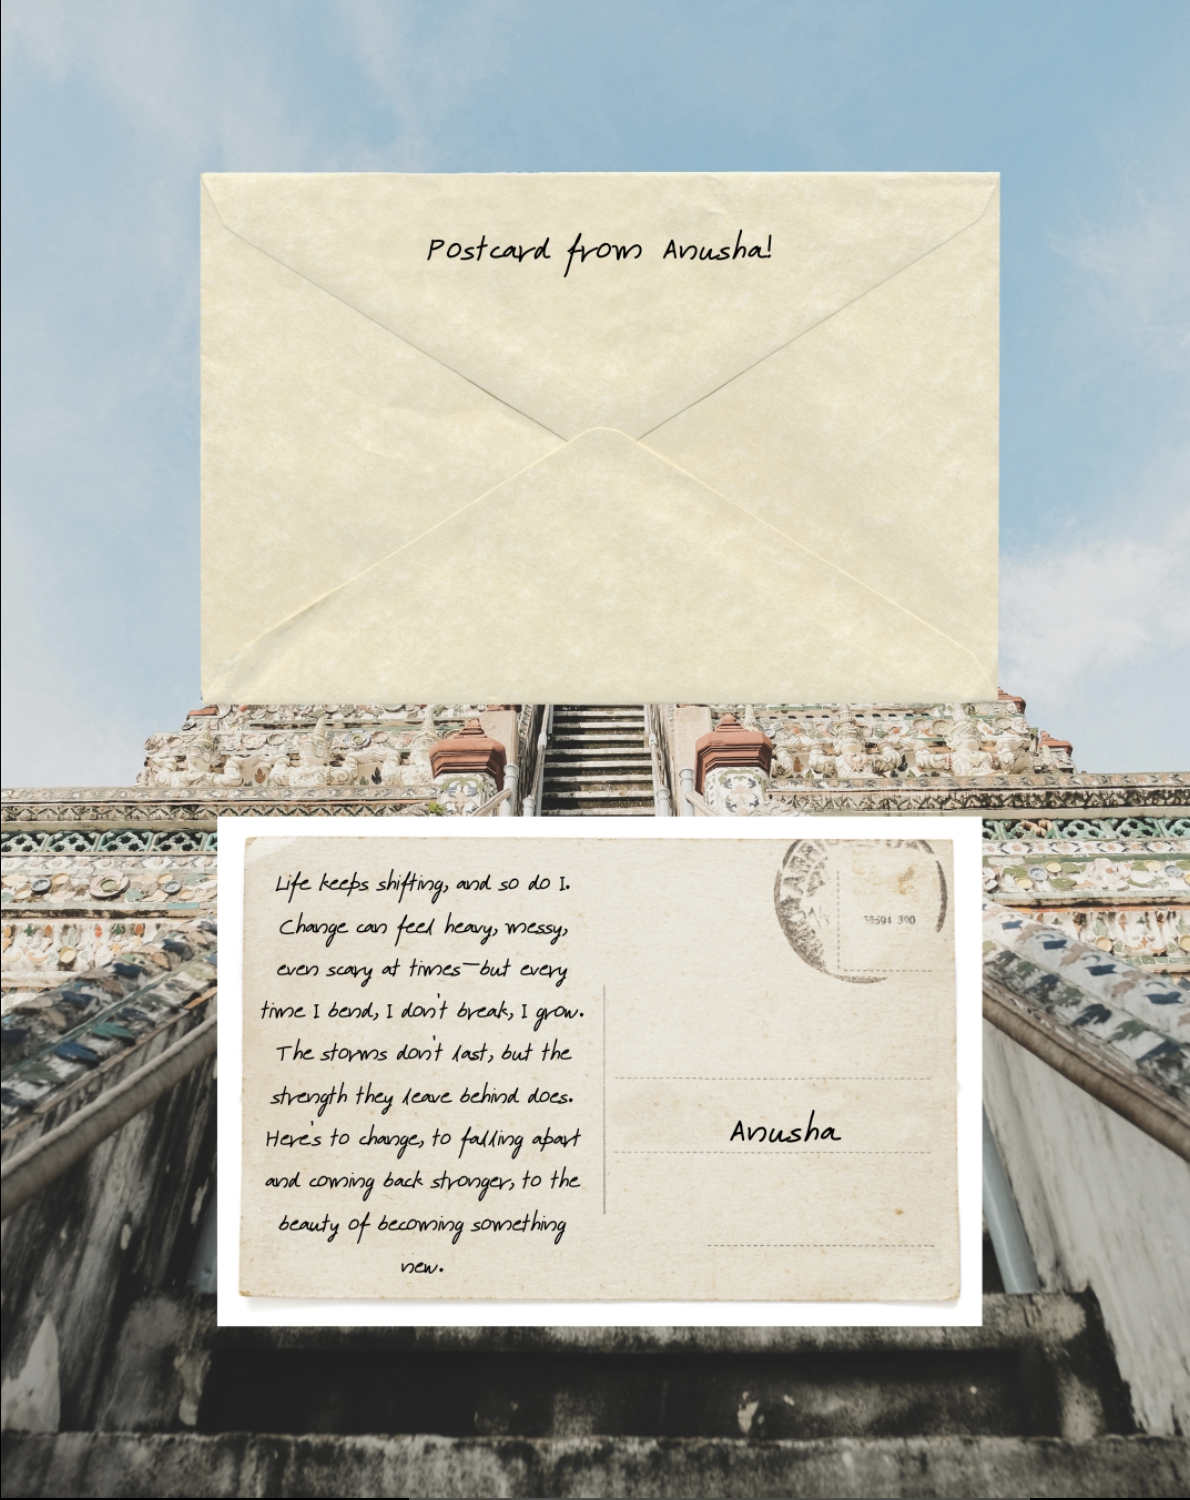 Postcard from Anusha!
Life keeps shifting, and so do I.
Change can feel heavy, messy,
even scary at times—but every
time I bend, I don't break, I grow.
The storms don't last, but the
strength they leave behind does.
Here's to change, to falling apart
and coming back stronger, to the
beauty of becoming something
new.
Anusha